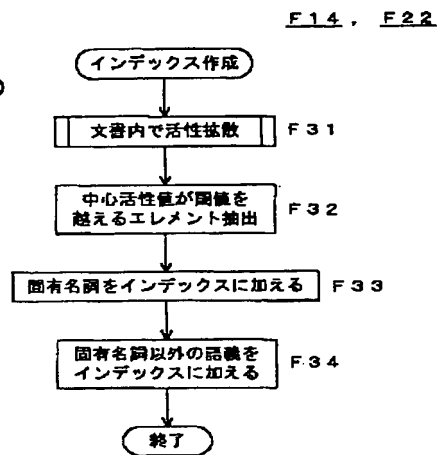 F14, F22
インデックス作成
文書内で活性拡散 F31
中心活性値が閾値を
越えるエレメント抽出 F32
固有名詞をインデックスに加える F33
固有名詞以外の語義を
インデックスに加える F34
終了